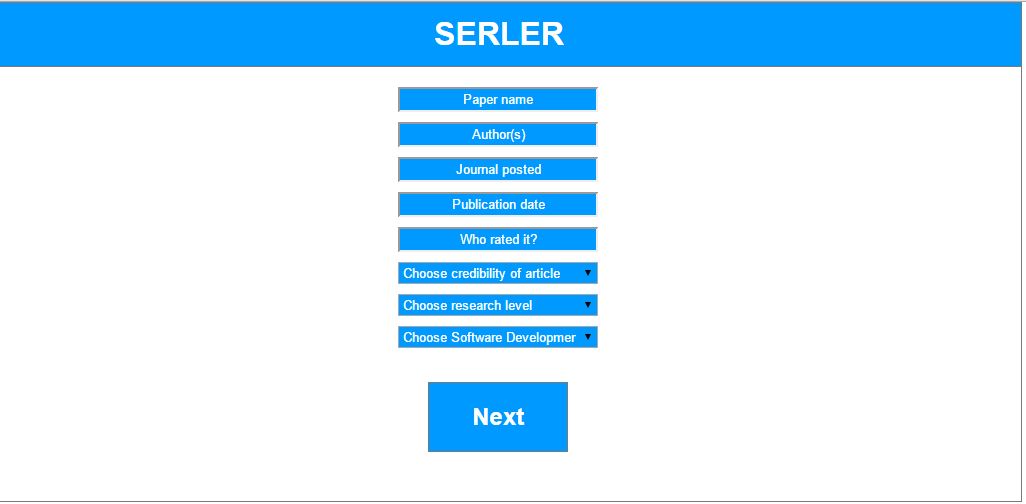 SERLER
Paper name
Author(s)
Journal posted
Publication date
Who rated it?
Choose credibility of article
Choose research level
Choose Software Developmer
Next